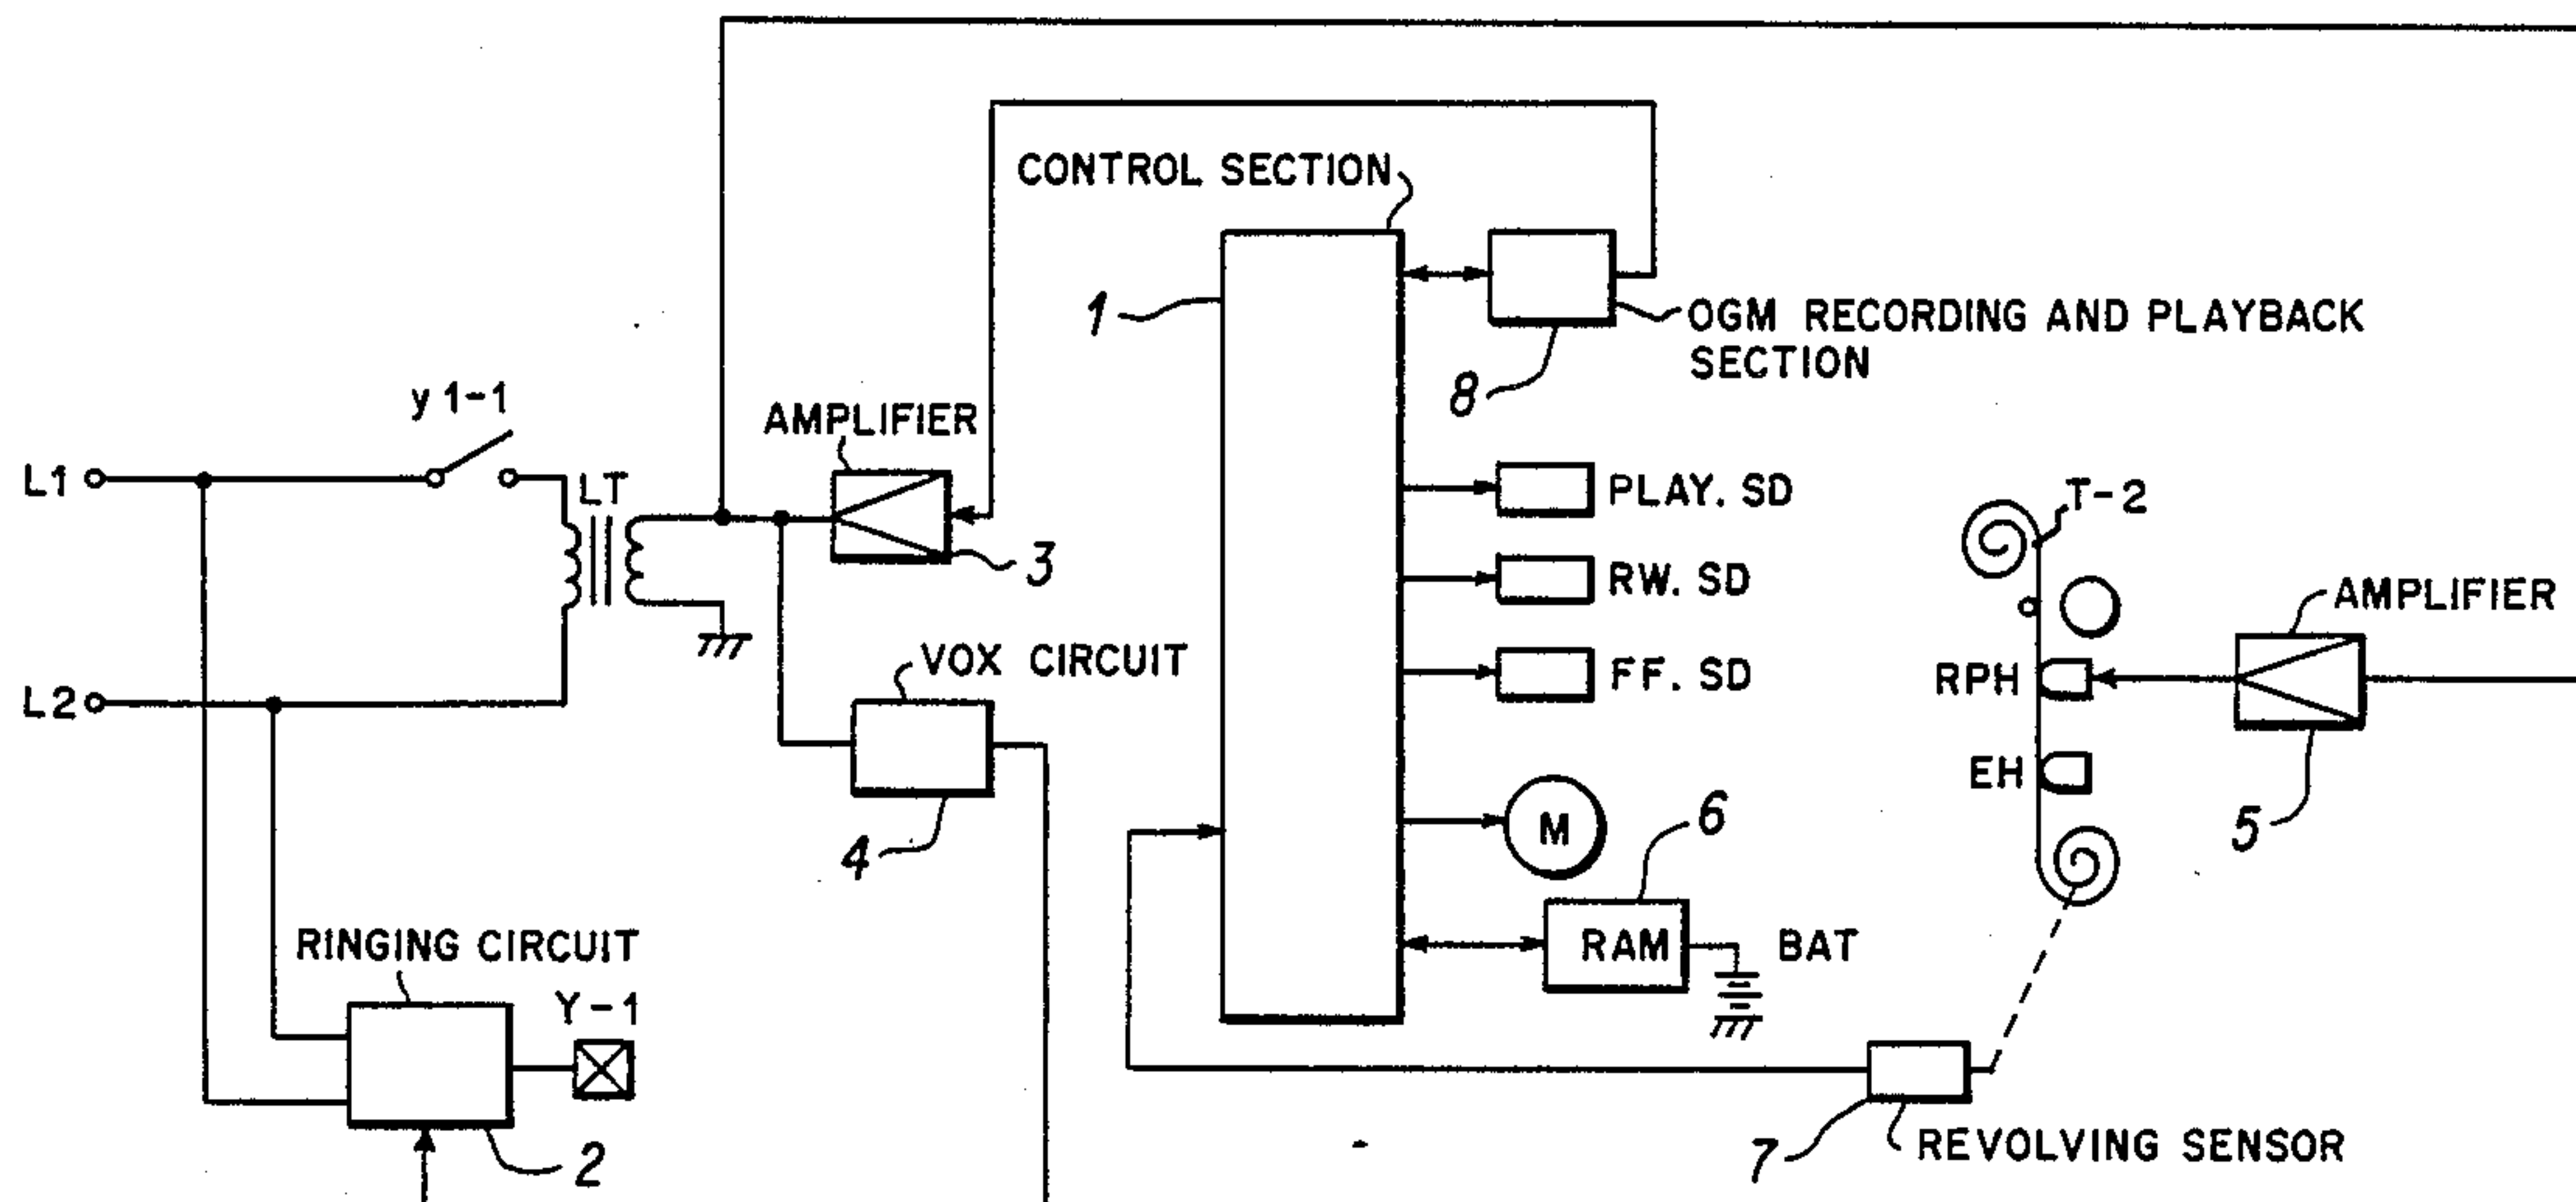 CONTROL SECTION
1
OGM RECORDING AND PLAYBACK
SECTION
8
y 1-1
AMPLIFIER
L1
LT
3
PLAY. SD
T-2
RW. SD
AMPLIFIER
VOX CIRCUIT
FF. SD
RPH
L2
EH
4
M
6
5
RINGING CIRCUIT
RAM
BAT
Y-1
2
7
REVOLVING SENSOR